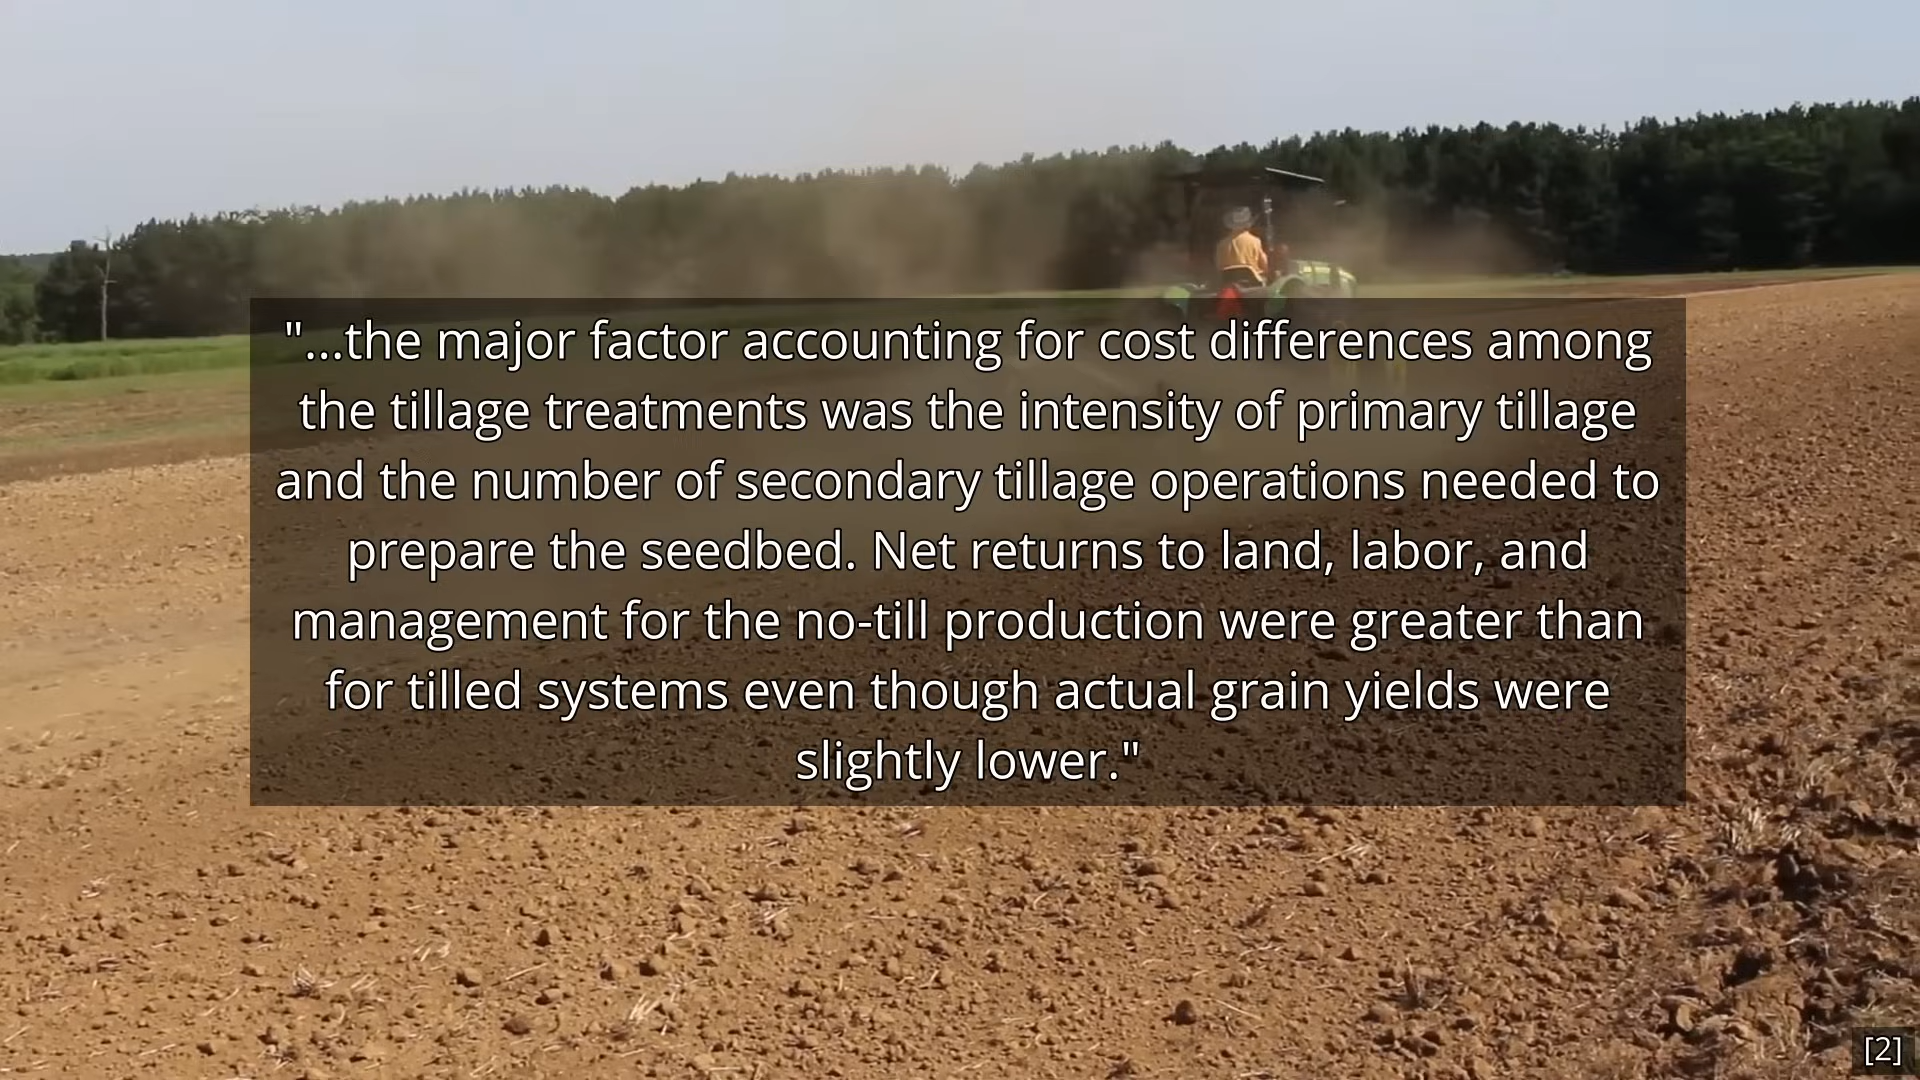 "...the major factor accounting for cost differences among
the tillage treatments was the intensity of primary tillage
and the number of secondary tillage operations needed to
prepare the seedbed. Net returns to land, labor, and
management for the no-till production were greater than
for tilled systems even though actual grain yields were
slightly lower."
[2]